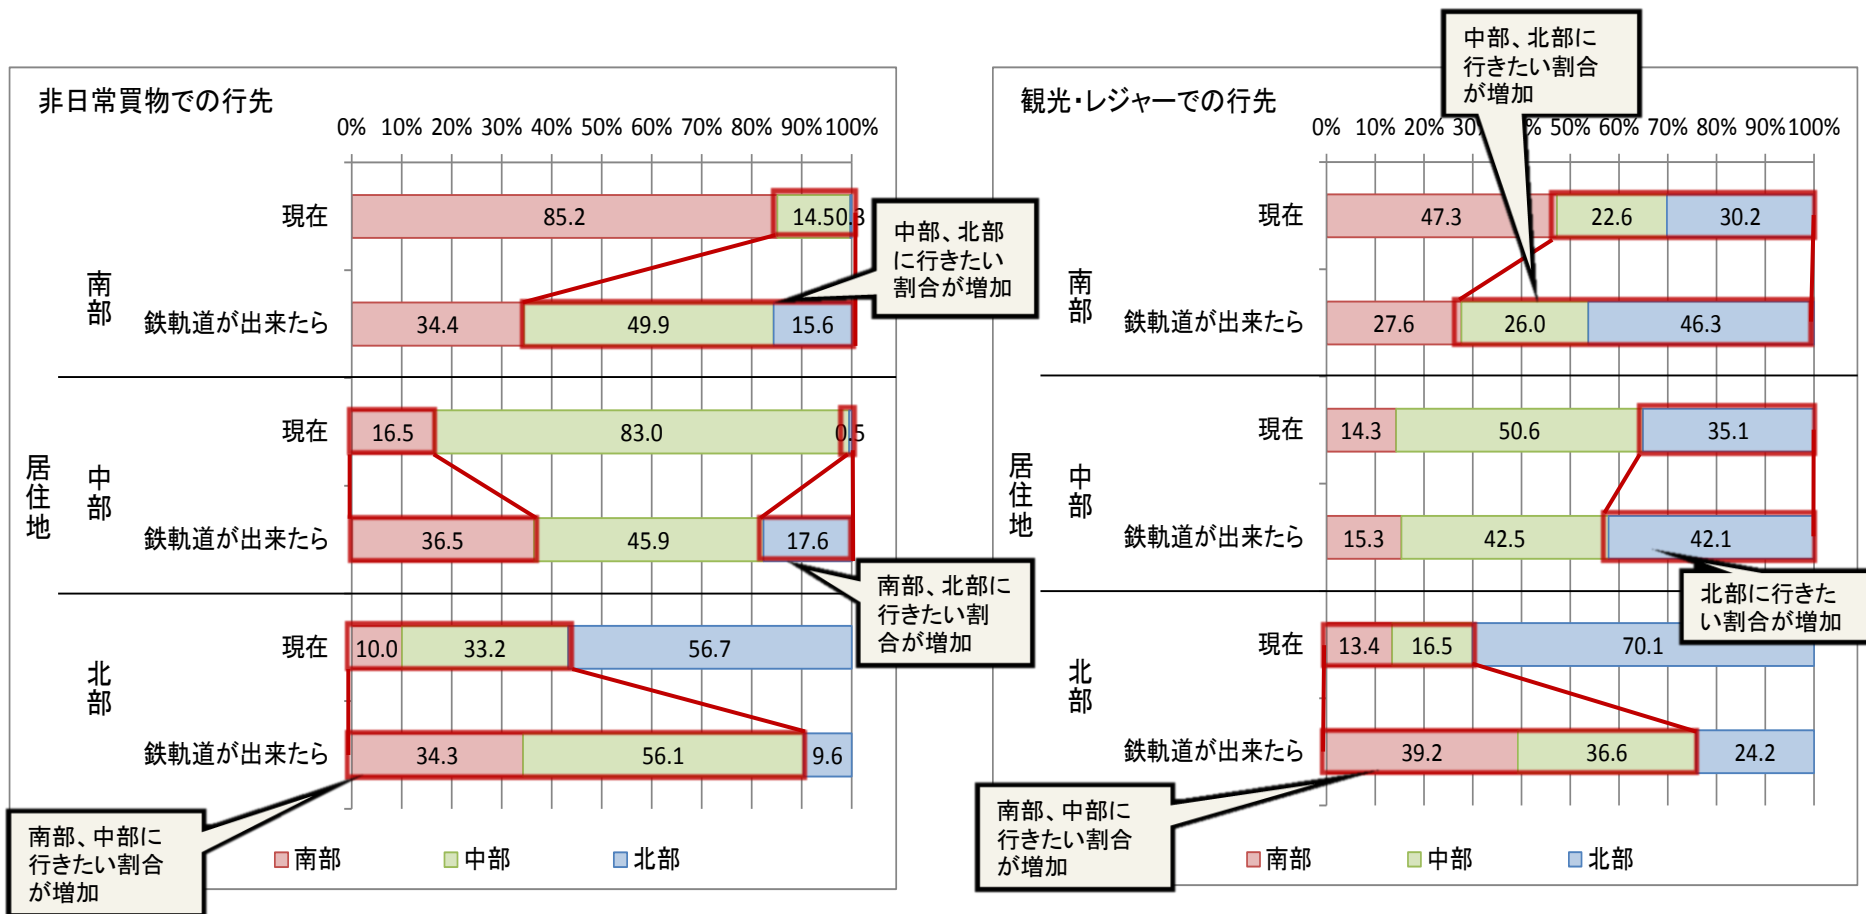 非日常買物での行先
0% 10% 20% 30% 40% 50% 60% 70% 80% 90% 100%
居住地
南部
現在
85.2 14.5 0.3
鉄軌道が出来たら
34.4 49.9 15.6
中部、北部
に行きたい
割合が増加
中部
現在
16.5 83.0 0.5
鉄軌道が出来たら
36.5 45.9 17.6
南部、北部に
行きたい割
合が増加
北部
現在
10.0 33.2 56.7
鉄軌道が出来たら
34.3 56.1 9.6
南部、中部に
行きたい割合
が増加
南部 中部 北部
観光・レジャーでの行先
中部、北部に
行きたい割合
が増加
0% 10% 20% 50% 60% 70% 80% 90% 100%
居住地
南部
現在
47.3 22.6 30.2
鉄軌道が出来たら
27.6 26.0 46.3
中部
現在
14.3 50.6 35.1
鉄軌道が出来たら
15.3 42.5 42.1
北部に行きた
い割合が増加
北部
現在
13.4 16.5 70.1
鉄軌道が出来たら
39.2 36.6 24.2
南部、中部に
行きたい割合
が増加
南部 中部 北部